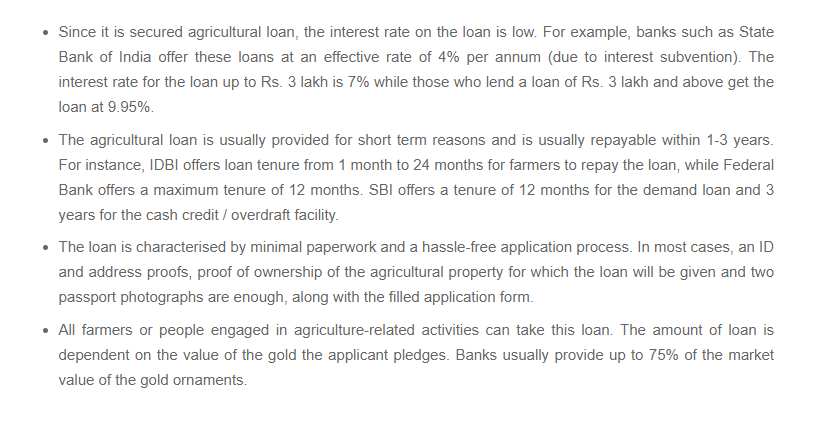 • Since it is secured agricultural loan, the interest rate on the loan is low. For example, banks such as State
Bank of India offer these loans at an effective rate of 4% per annum (due to interest subvention). The
interest rate for the loan up to Rs. 3 lakh is 7% while those who lend a loan of Rs. 3 lakh and above get the
loan at 9.95%.
• The agricultural loan is usually provided for short term reasons and is usually repayable within 1-3 years.
For instance, IDBI offers loan tenure from 1 month to 24 months for farmers to repay the loan, while Federal
Bank offers a maximum tenure of 12 months. SBI offers a tenure of 12 months for the demand loan and 3
years for the cash credit / overdraft facility.
• The loan is characterised by minimal paperwork and a hassle-free application process. In most cases, an ID
and address proofs, proof of ownership of the agricultural property for which the loan will be given and two
passport photographs are enough, along with the filled application form.
• All farmers or people engaged in agriculture-related activities can take this loan. The amount of loan is
dependent on the value of the gold the applicant pledges. Banks usually provide up to 75% of the market
value of the gold ornaments.